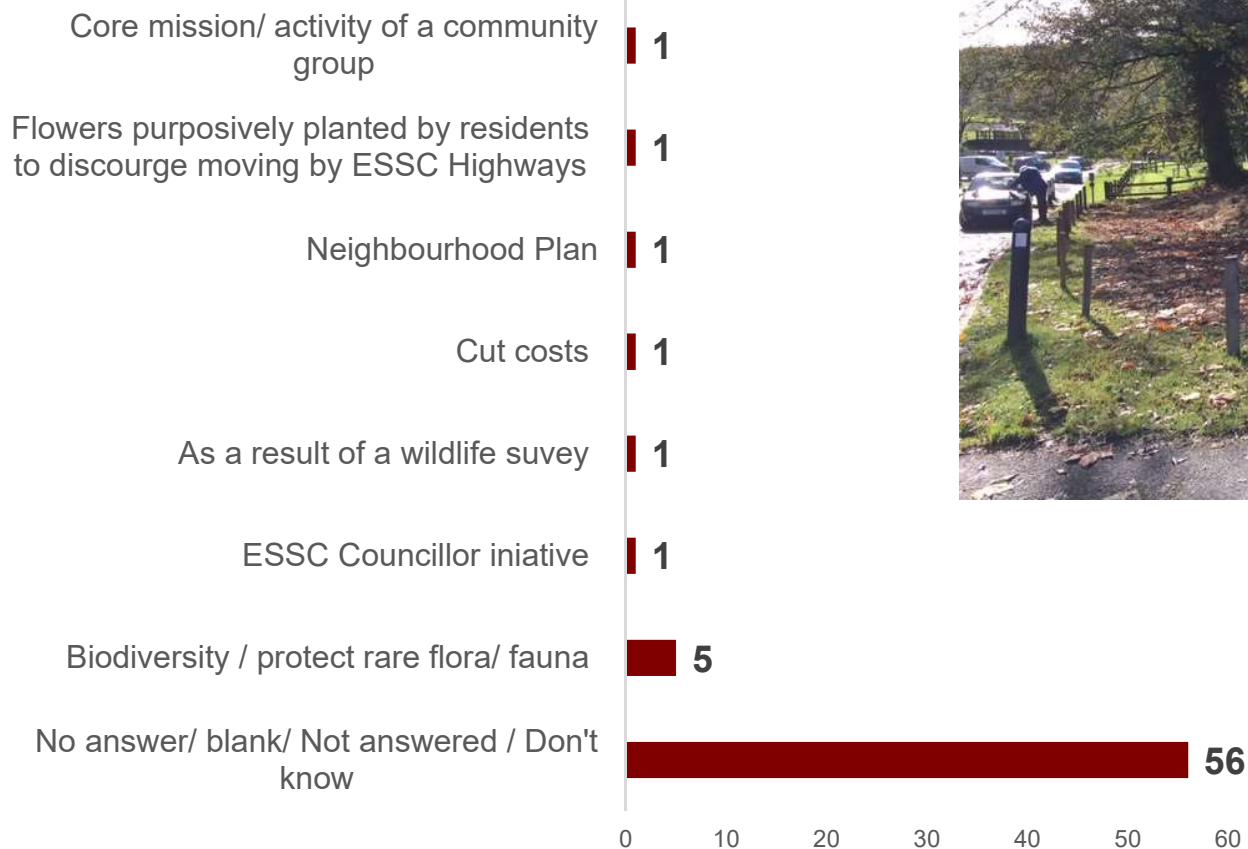 Core mission/ activity of a community
group
1
Flowers purposively planted by residents
to discourge moving by ESSC Highways
1
Neighbourhood Plan
1
Cut costs
1
As a result of a wildlife suvey
1
ESSC Councillor iniative
1
Biodiversity / protect rare flora/ fauna
5
No answer/ blank/ Not answered / Don't
know
56
0 10 20 30 40 50 60